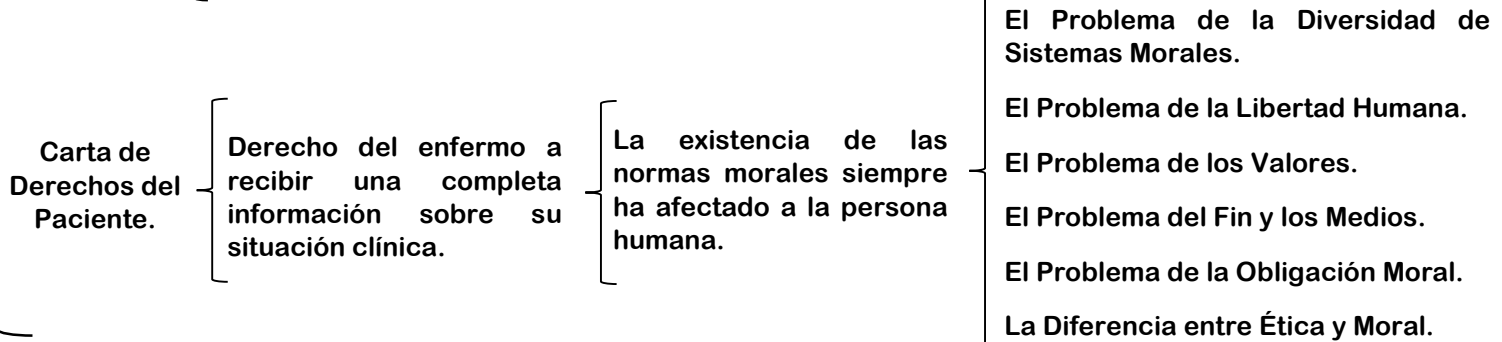 Carta de
Derechos del
Paciente.
Derecho del enfermo a
recibir una completa
información sobre su
situación clínica.
La existencia de las
normas morales siempre
ha afectado a la persona
humana.
El Problema de la Diversidad de
Sistemas Morales.
El Problema de la Libertad Humana.
El Problema de los Valores.
El Problema del Fin y los Medios.
El Problema de la Obligación Moral.
La Diferencia entre Ética y Moral.